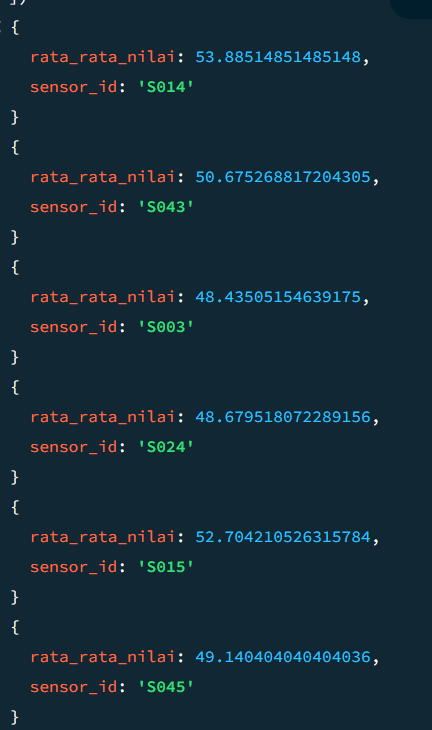 {
rata_rata_nilai: 53.88514851485148,
sensor_id: 'S014'
}
{
rata_rata_nilai: 50.675268817204305,
sensor_id: 'S043'
}
{
rata_rata_nilai: 48.43505154639175,
sensor_id: 'S003'
}
{
rata_rata_nilai: 48.679518072289156,
sensor_id: 'S024'
}
{
rata_rata_nilai: 52.704210526315784,
sensor_id: 'S015'
}
{
rata_rata_nilai: 49.140404040404036,
sensor_id: 'S045'
}